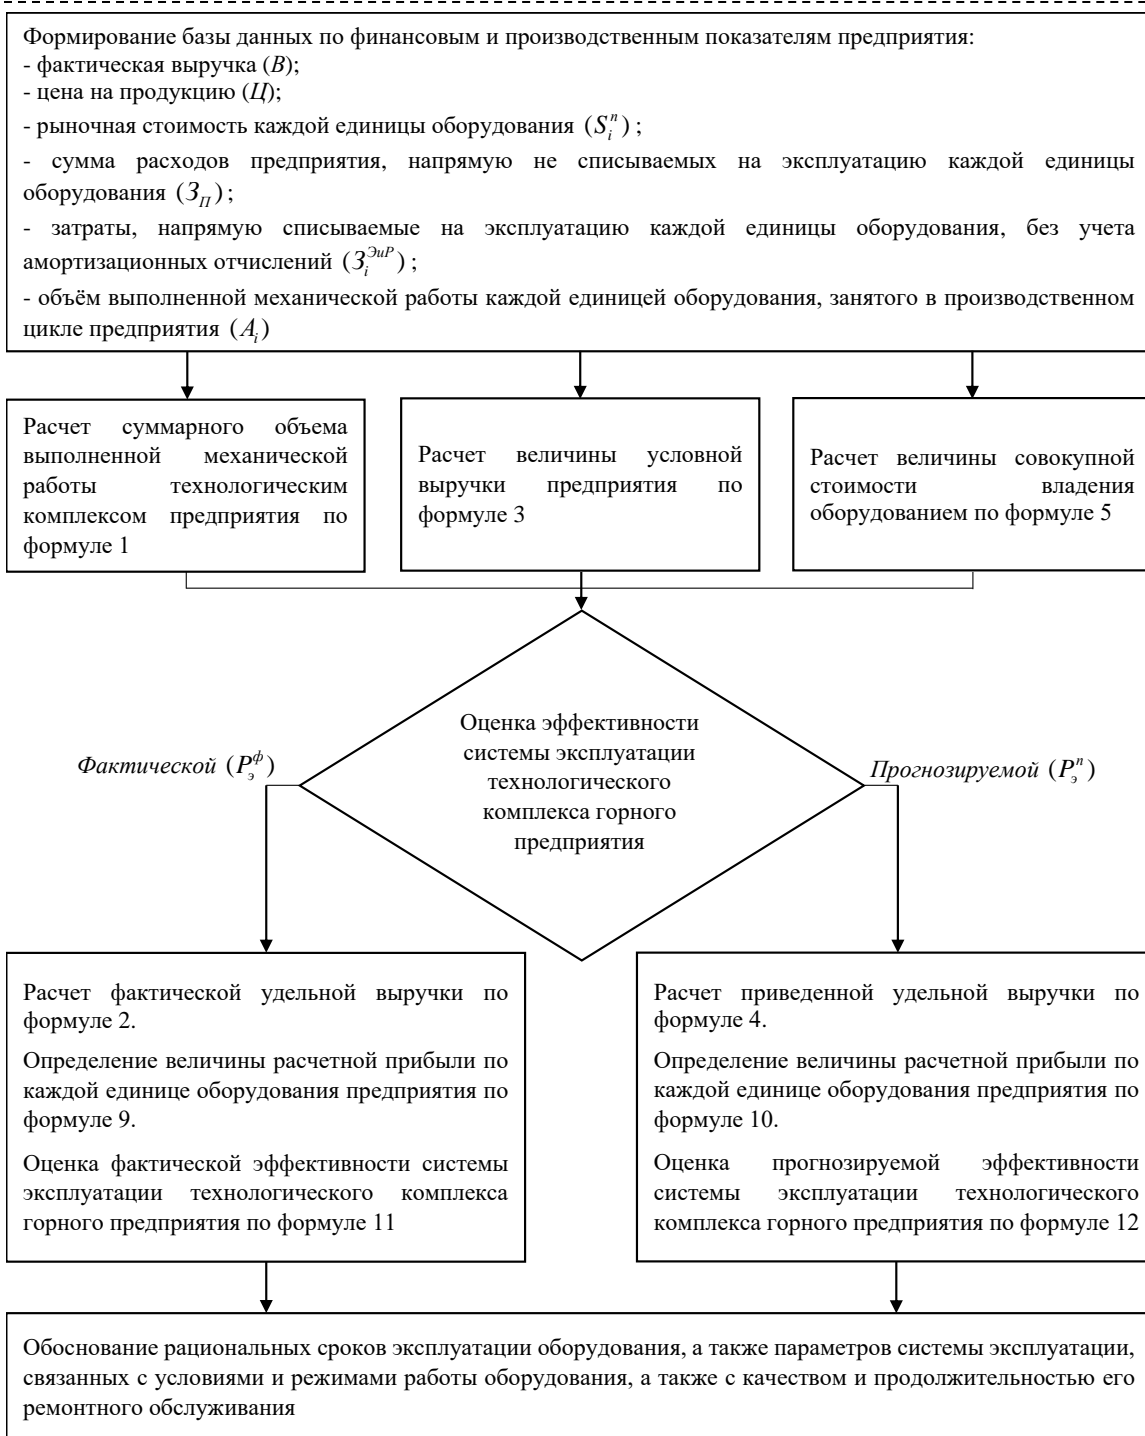 Формирование базы данных по финансовым и производственным показателям предприятия:
- фактическая выручка (В);
- цена на продукцию (Ц);
- рыночная стоимость каждой единицы оборудования (S_i^n);
- сумма расходов предприятия, напрямую не списываемых на эксплуатацию каждой единицы
оборудования (З_П);
- затраты, напрямую списываемые на эксплуатацию каждой единицы оборудования, без учета
амортизационных отчислений (З_i^ЭиР);
- объём выполненной механической работы каждой единицей оборудования, занятого в производственном
цикле предприятия (A_i)
Расчет суммарного объема
выполненной механической
работы технологическим
комплексом предприятия по
формуле 1
Расчет величины условной
выручки предприятия по
формуле 3
Расчет величины совокупной
стоимости владения
оборудованием по формуле 5
Оценка эффективности
системы эксплуатации
технологического
комплекса горного
предприятия
Фактической (P_э^ф)
Прогнозируемой (P_э^n)
Расчет фактической удельной выручки по
формуле 2.
Определение величины расчетной прибыли по
каждой единице оборудования предприятия по
формуле 9.
Оценка фактической эффективности системы
эксплуатации технологического комплекса
горного предприятия по формуле 11
Расчет приведенной удельной выручки по
формуле 4.
Определение величины расчетной прибыли по
каждой единице оборудования предприятия по
формуле 10.
Оценка прогнозируемой эффективности
системы эксплуатации технологического
комплекса горного предприятия по формуле 12
Обоснование рациональных сроков эксплуатации оборудования, а также параметров системы эксплуатации,
связанных с условиями и режимами работы оборудования, а также с качеством и продолжительностью его
ремонтного обслуживания